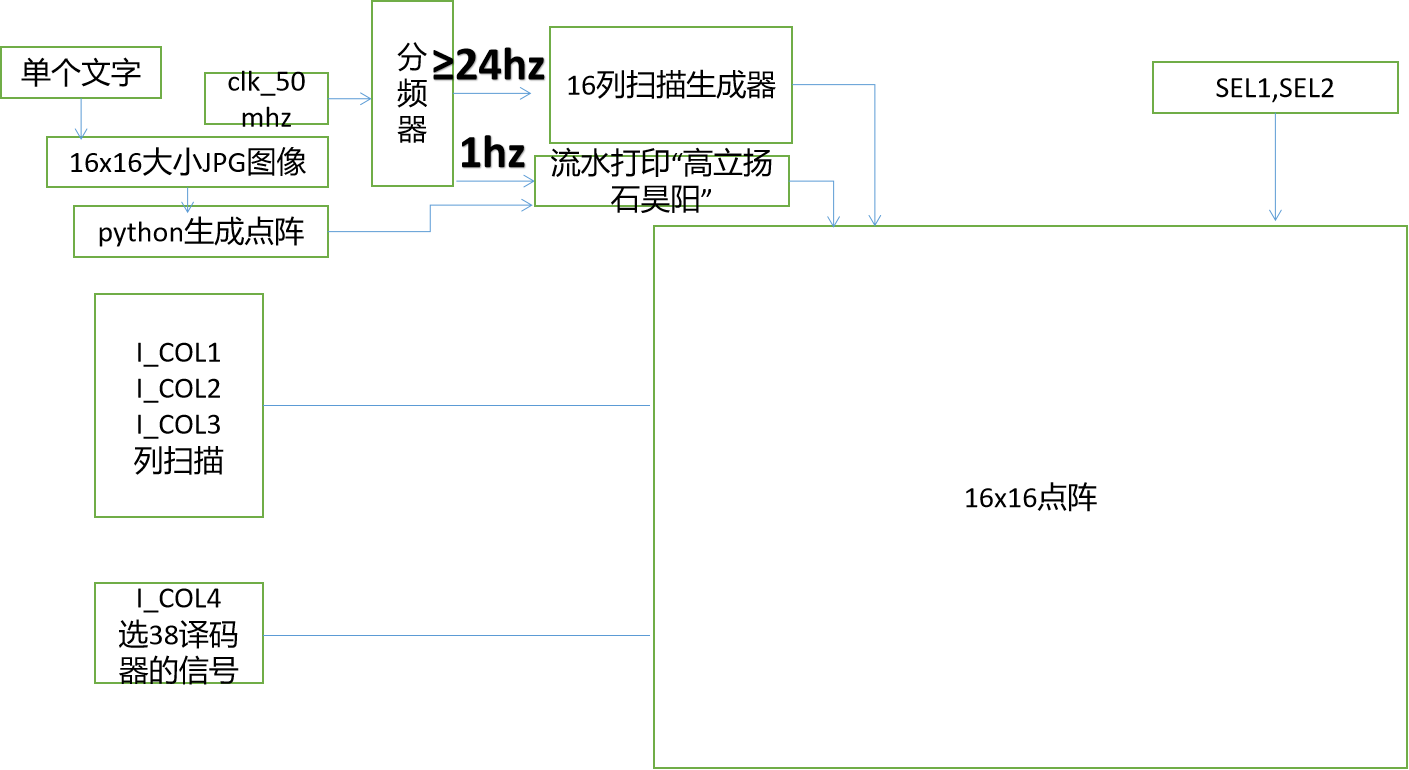 单个文字
clk_50
mhz
分
频
器
≥24hz
16列扫描生成器
SEL1,SEL2
16x16大小JPG图像
1hz
流水打印“高立扬
石昊阳”
python生成点阵
I_COL1
I_COL2
I_COL3
列扫描
16x16点阵
I_COL4
选38译码
器的信号